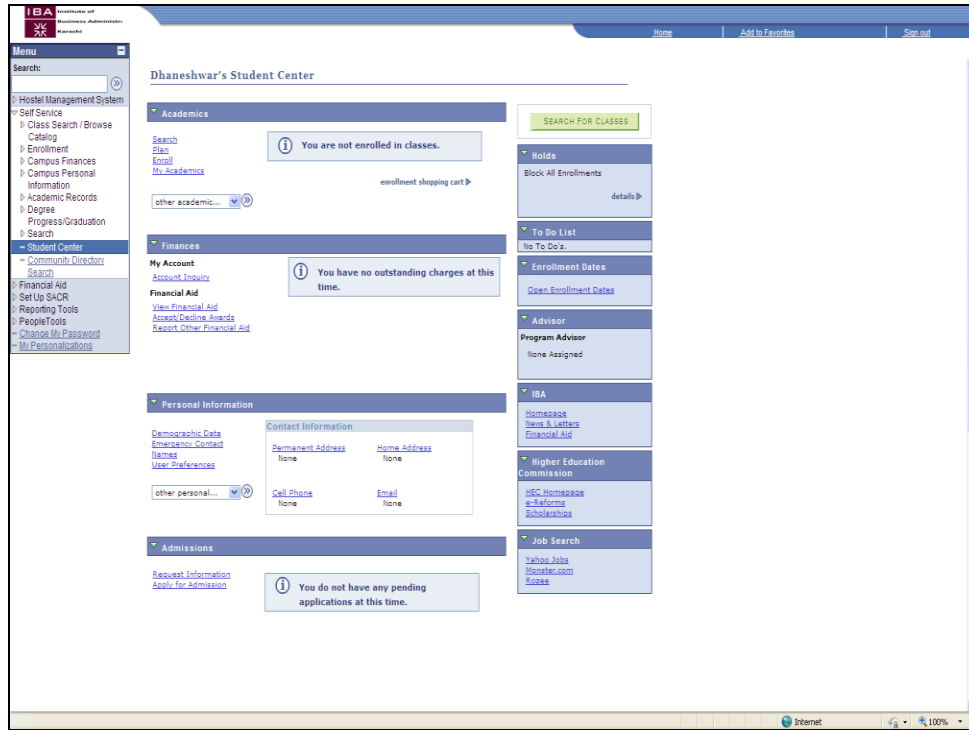 IBA Institute of
Business Administr
Karachi
Home
Add to Favorites
Sign out
Menu
Search:
Hostel Management System
Self Service
Class Search / Browse
Catalog
Enrollment
Campus Finances
Campus Personal
Information
Academic Records
Degree
Progress/Graduation
Search
Student Center
Community Directory
Search
Financial Aid
Set Up SACR
Reporting Tools
PeopleTools
Change My Password
My Personalizations
Dhaneshwar's Student Center
Academics
Search
Plan
Enroll
My Academics
You are not enrolled in classes.
enrollment shopping cart
other academic...
Finances
My Account
Account Inquiry
Financial Aid
View Financial Aid
Accept/Decline Awards
Report Other Financial Aid
You have no outstanding charges at this
time.
Personal Information
Demographic Data
Emergency Contact
Names
User Preferences
other personal...
Contact Information
Permanent Address
None
Home Address
None
Cell Phone
None
Email
None
Admissions
Request Information
Apply for Admission
You do not have any pending
applications at this time.
SEARCH FOR CLASSES
Holds
Block All Enrollments
details
To Do List
No To Do's.
Enrollment Dates
Open Enrollment Dates
Advisor
Program Advisor
None Assigned
IBA
Homepage
News & Letters
Financial Aid
Higher Education
Commission
HEC Homepage
e-Reforms
Scholarships
Job Search
Yahoo Jobs
Monster.com
Rozee
Internet
100%